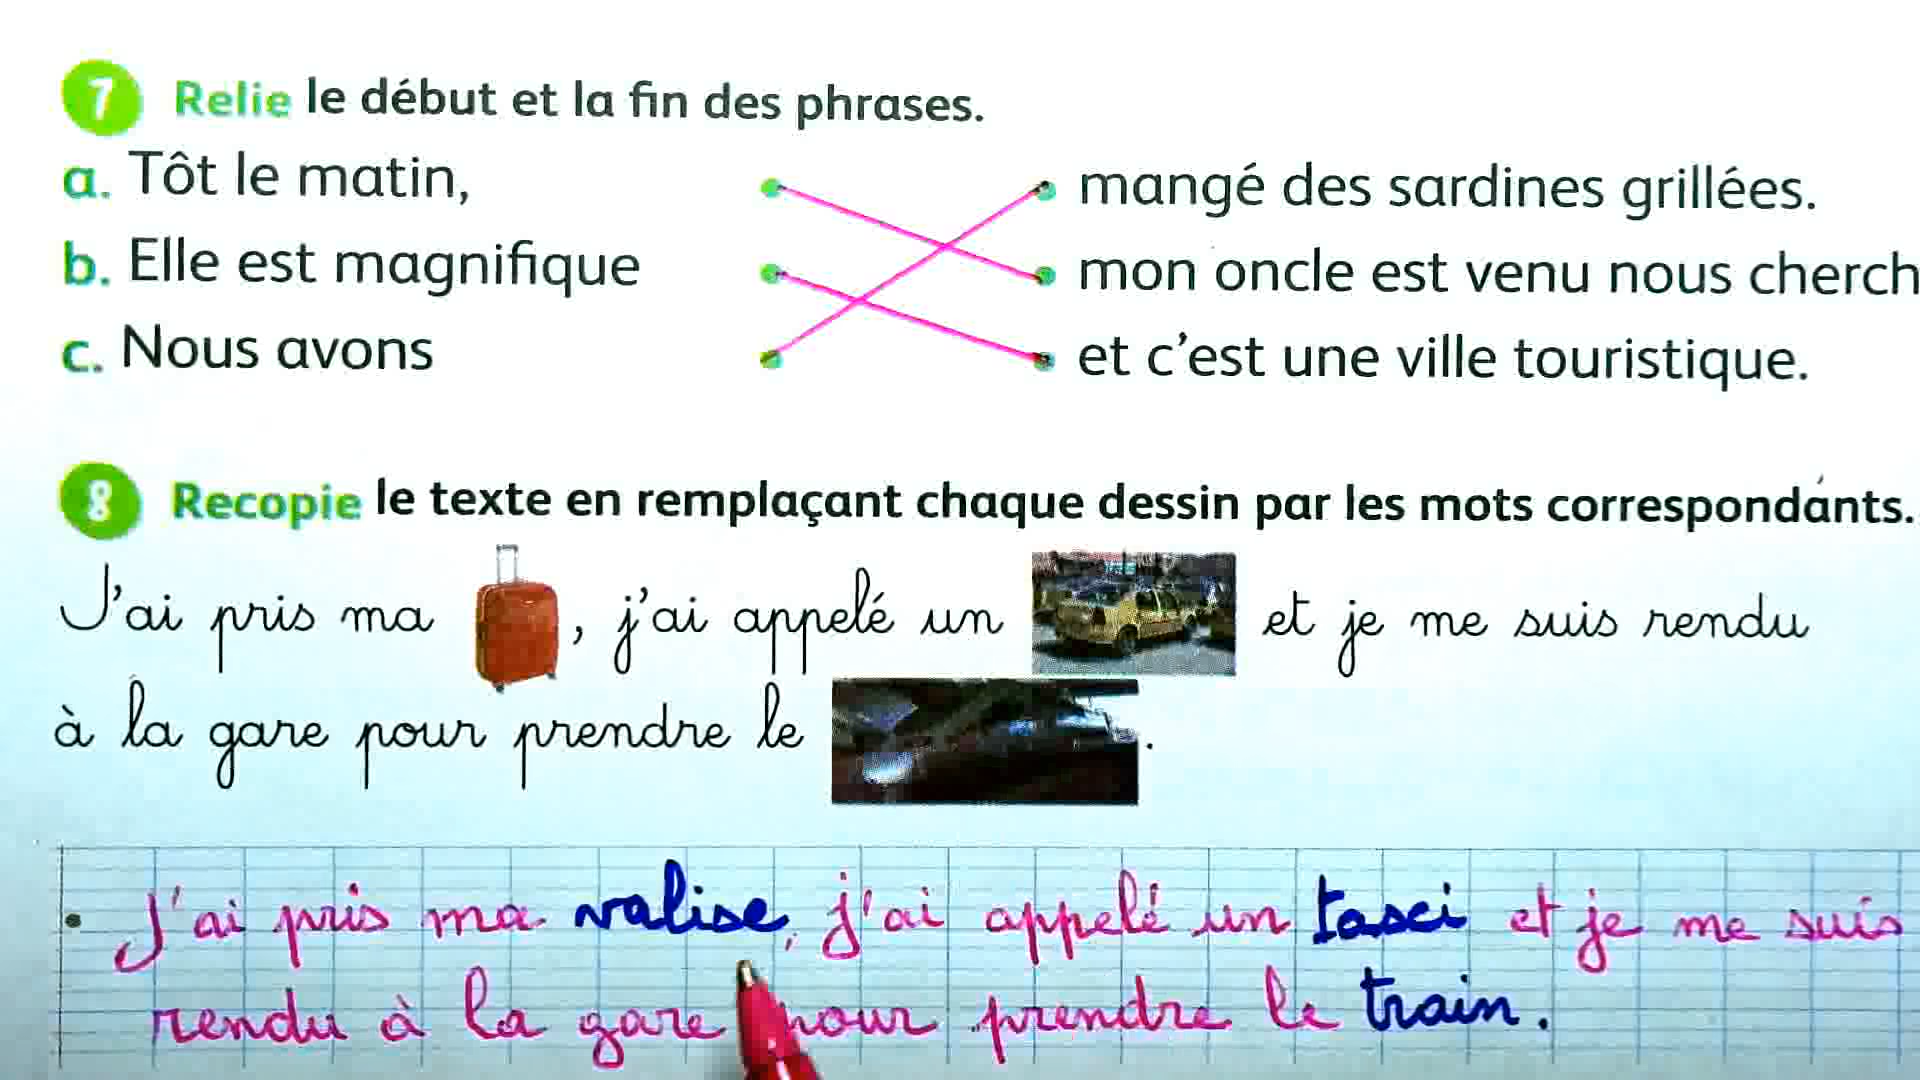 7 Relie le début et la fin des phrases.
a. Tôt le matin, mangé des sardines grillées.
b. Elle est magnifique mon oncle est venu nous cherch
c. Nous avons et c'est une ville touristique.
8 Recopie le texte en remplaçant chaque dessin par les mots correspondants.
J'ai pris ma , j'ai appelé un et je me suis rendu
à la gare pour prendre le .
• J'ai pris ma valise, j'ai appelé un taxi et je me suis
rendu à la gare pour prendre le train.